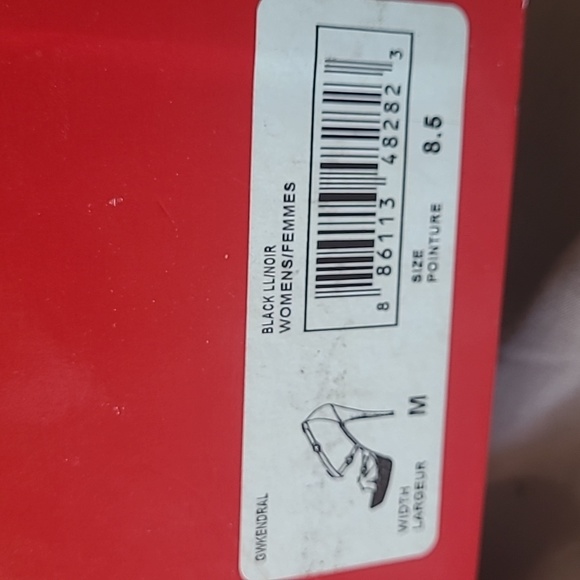 GWKENDRAL
BLACK LL/NOIR
WOMENS/FEMMES
8 86113 48282 3
WIDTH
LARGEUR
M
SIZE
POINTURE
8.5